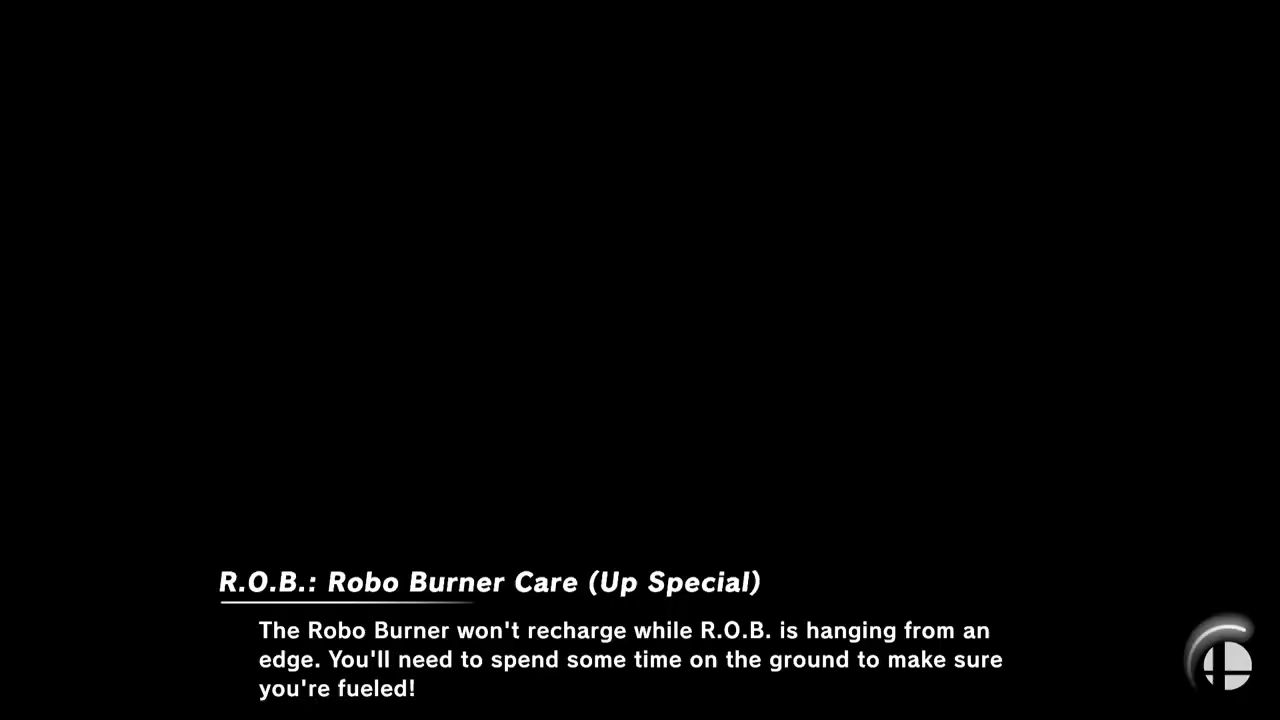 R.O.B.: Robo Burner Care (Up Special)
The Robo Burner won't recharge while R.O.B. is hanging from an
edge. You'll need to spend some time on the ground to make sure
you're fueled!